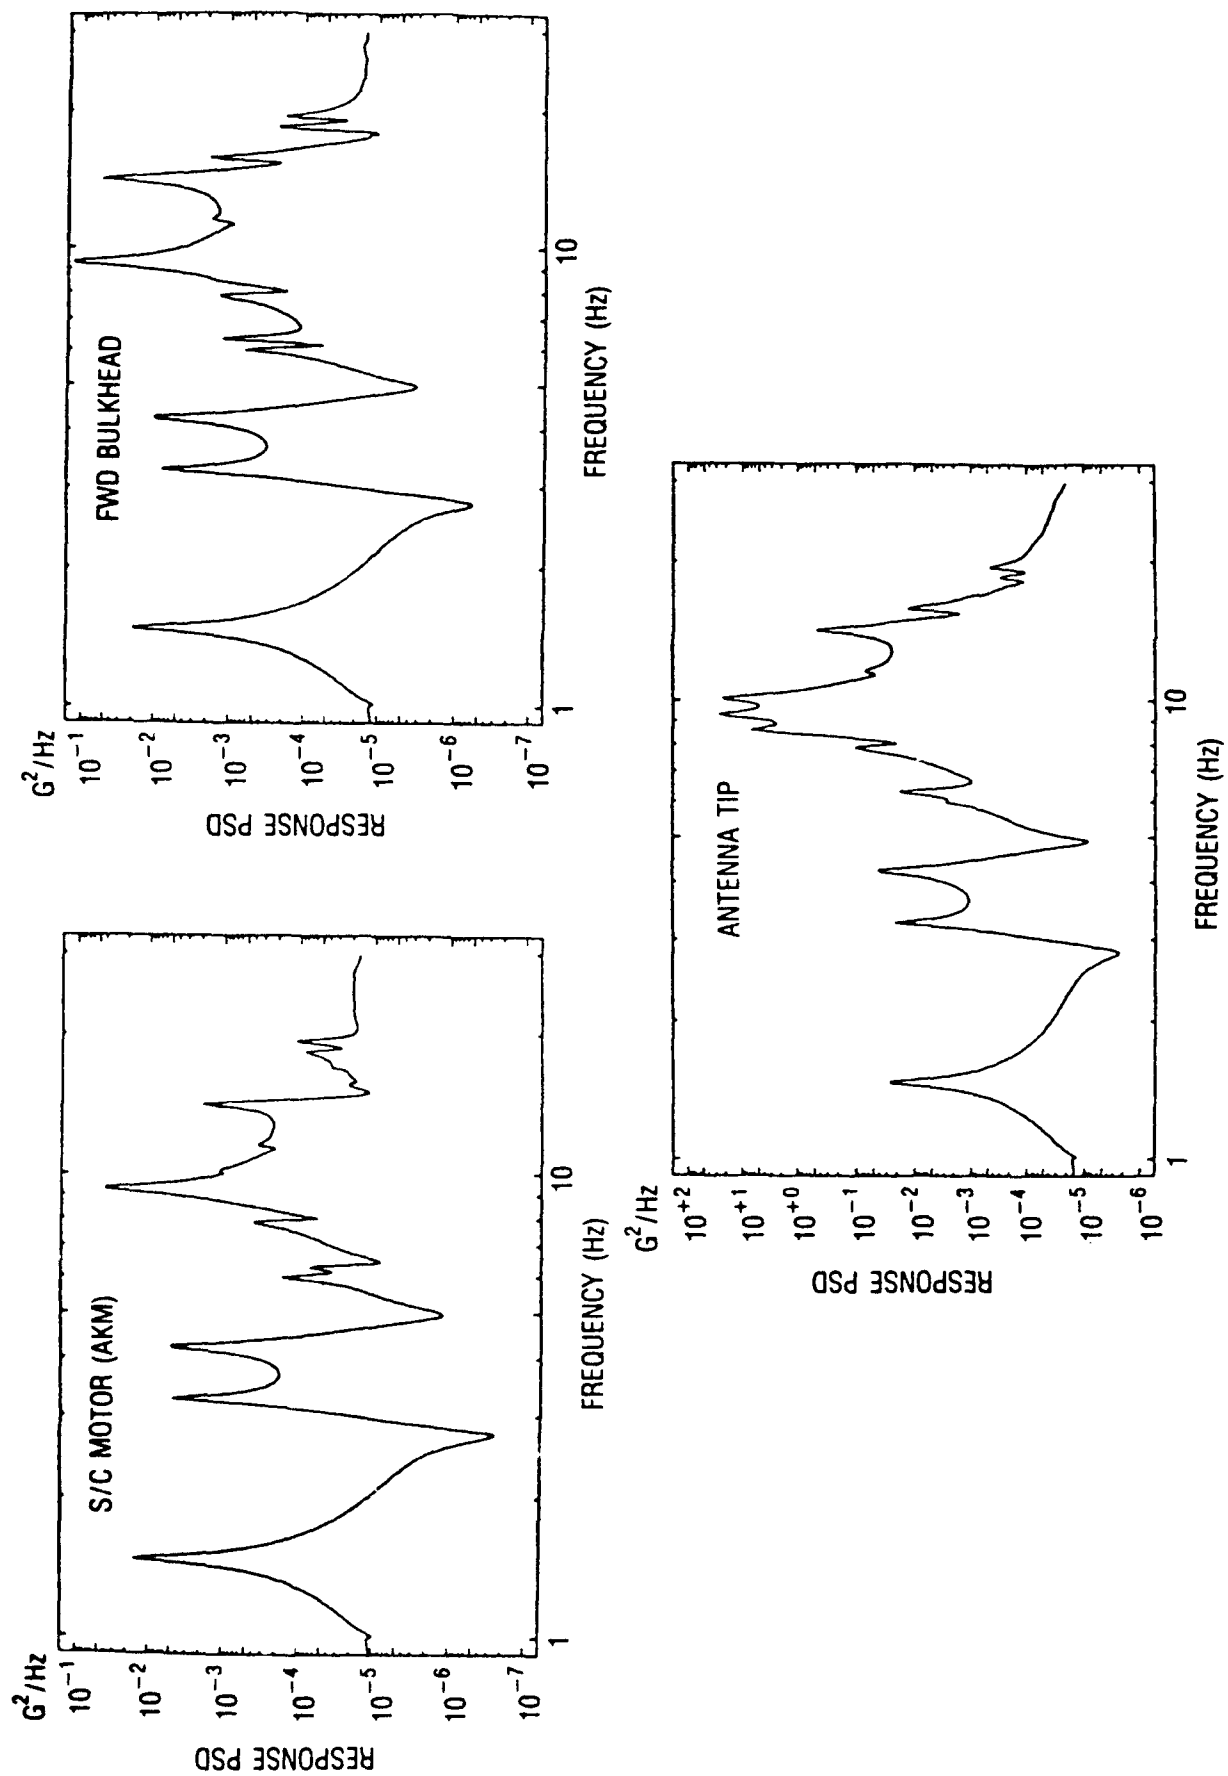 S/C MOTOR (AKM)
G²/Hz
10⁻¹
10⁻²
10⁻³
10⁻⁴
10⁻⁵
10⁻⁶
10⁻⁷
RESPONSE PSD
1
10
FREQUENCY (Hz)
FWD BULKHEAD
G²/Hz
10⁻¹
10⁻²
10⁻³
10⁻⁴
10⁻⁵
10⁻⁶
10⁻⁷
RESPONSE PSD
1
10
FREQUENCY (Hz)
ANTENNA TIP
G²/Hz
10⁺²
10⁺¹
10⁺⁰
10⁻¹
10⁻²
10⁻³
10⁻⁴
10⁻⁵
10⁻⁶
RESPONSE PSD
1
10
FREQUENCY (Hz)